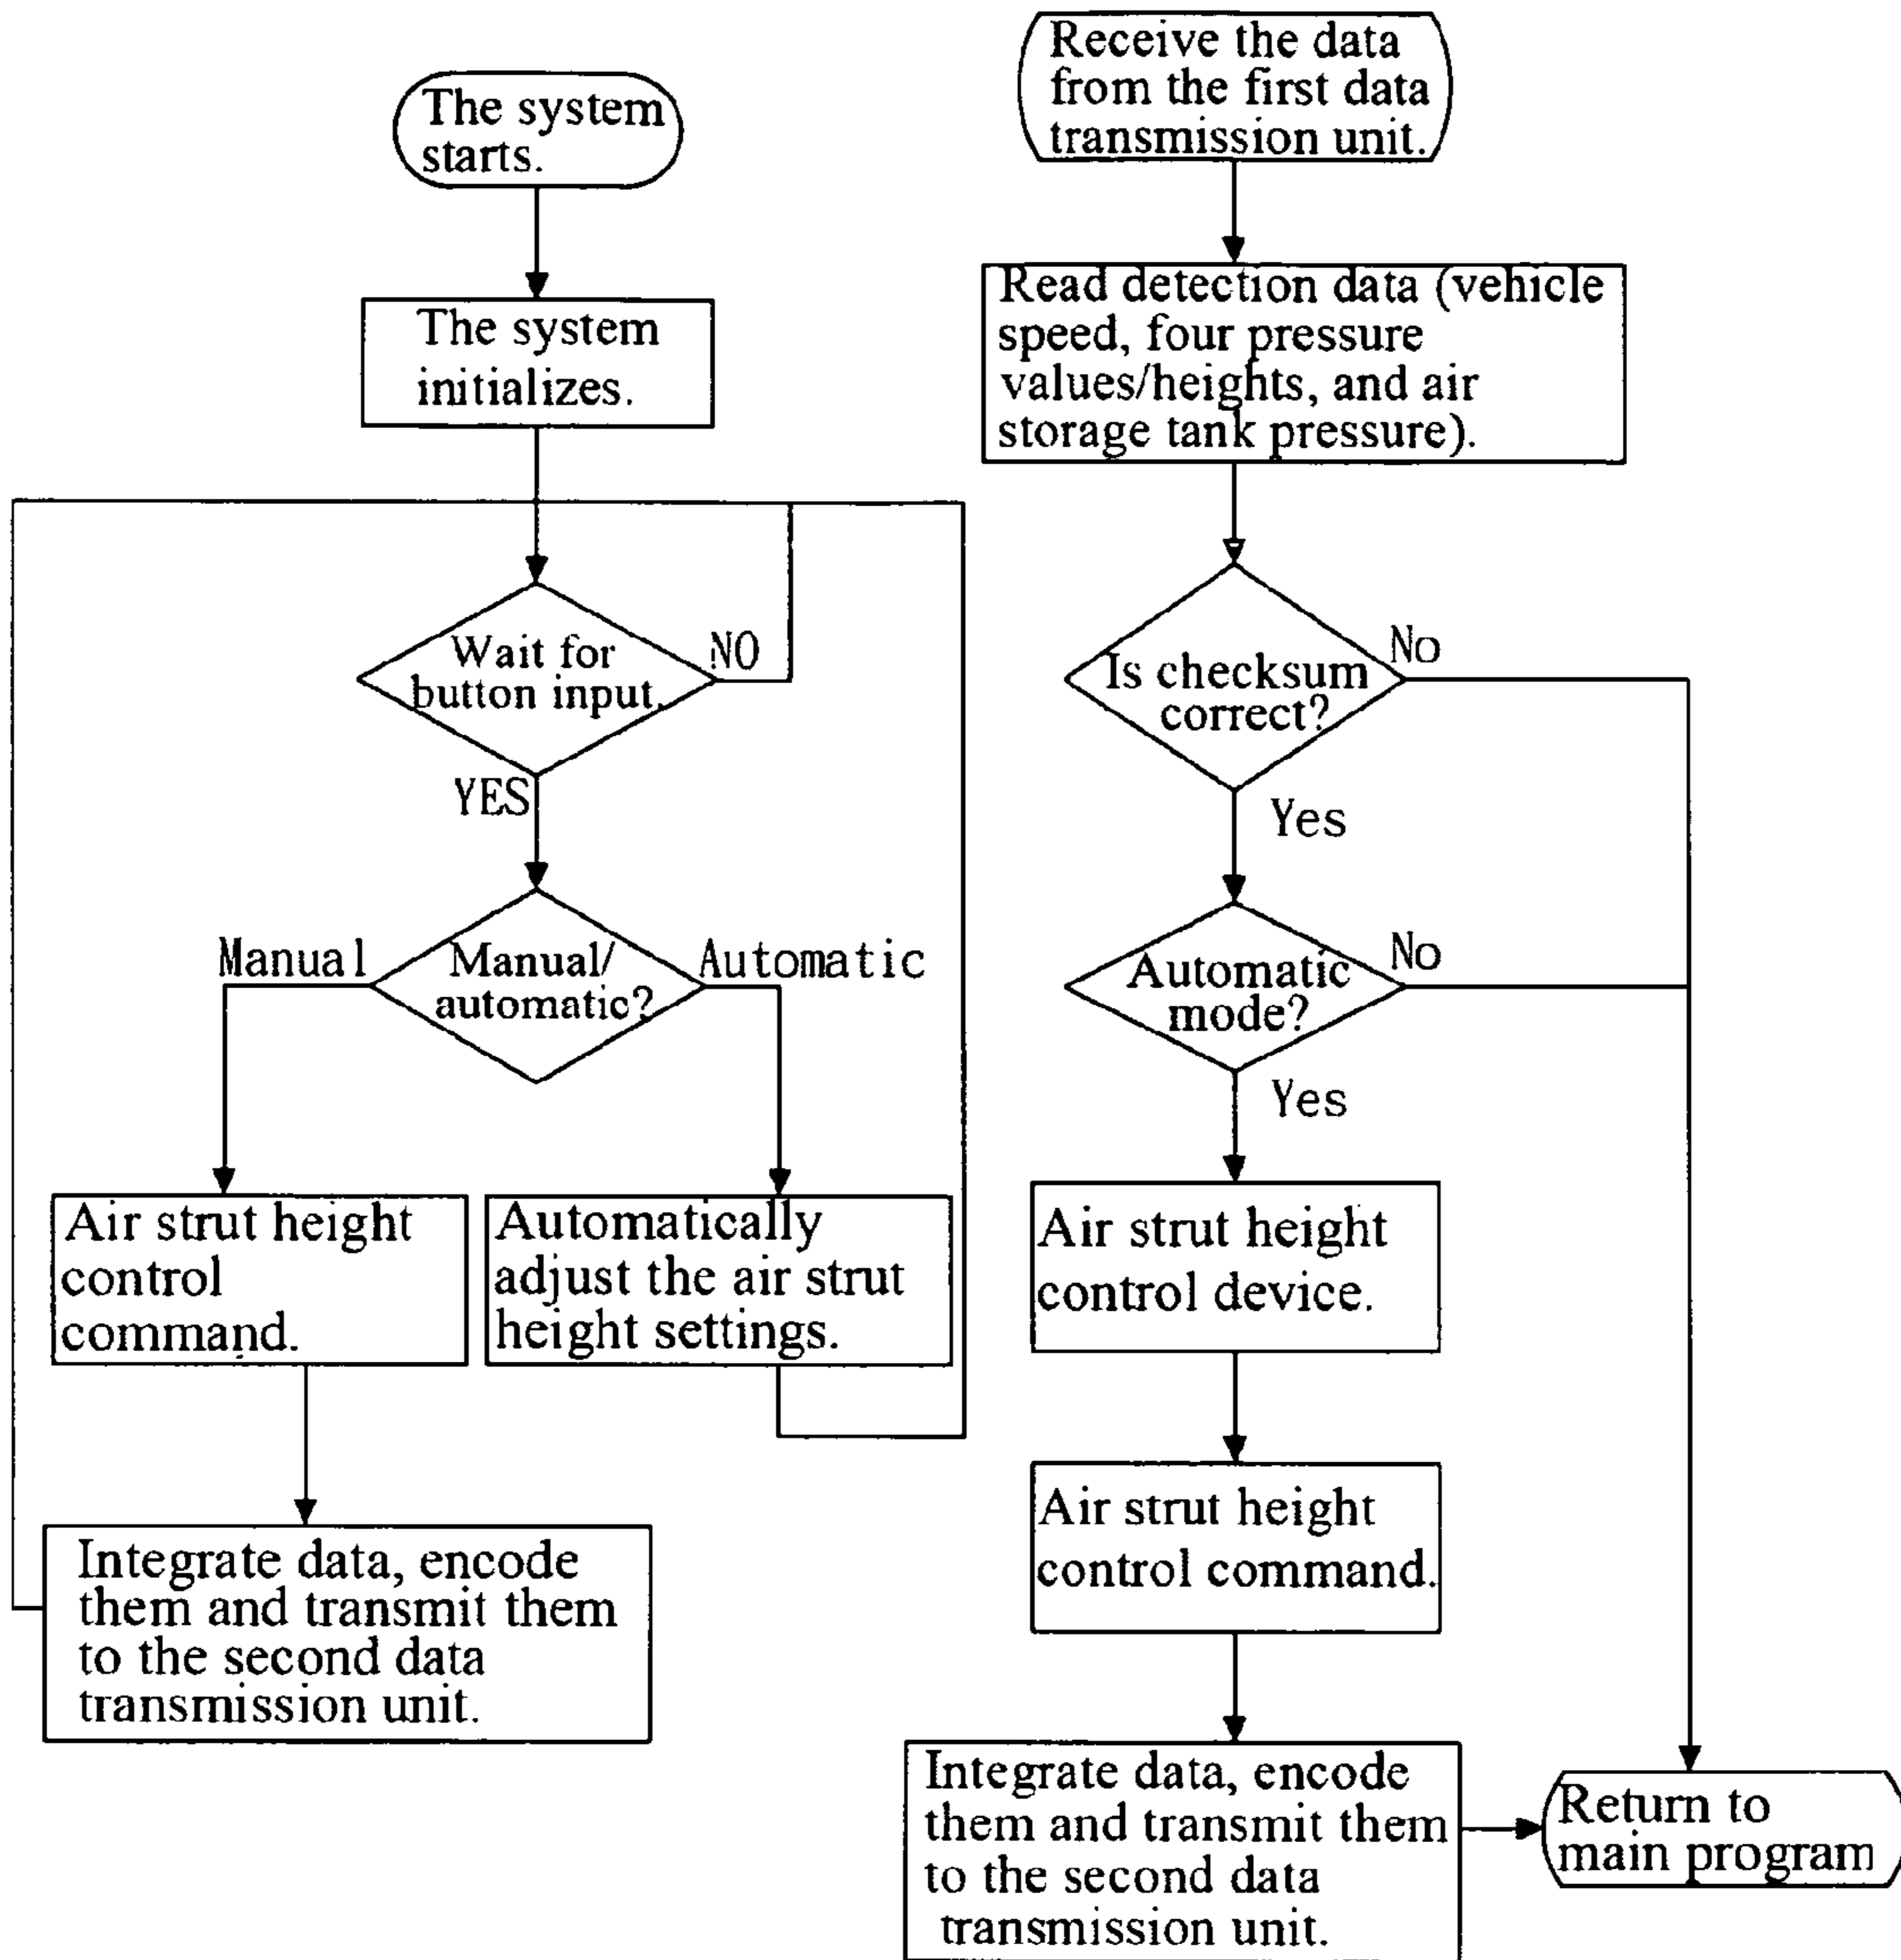 The system
starts.
The system
initializes.
Wait for
button input.
NO
YES
Manual
Manual/
automatic?
Automatic
Air strut height
control
command.
Automatically
adjust the air strut
height settings.
Integrate data, encode
them and transmit them
to the second data
transmission unit.
Receive the data
from the first data
transmission unit.
Read detection data (vehicle
speed, four pressure
values/heights, and air
storage tank pressure).
Is checksum
correct?
No
Yes
Automatic
mode?
No
Yes
Air strut height
control device.
Air strut height
control command.
Integrate data, encode
them and transmit them
to the second data
transmission unit.
Return to
main program